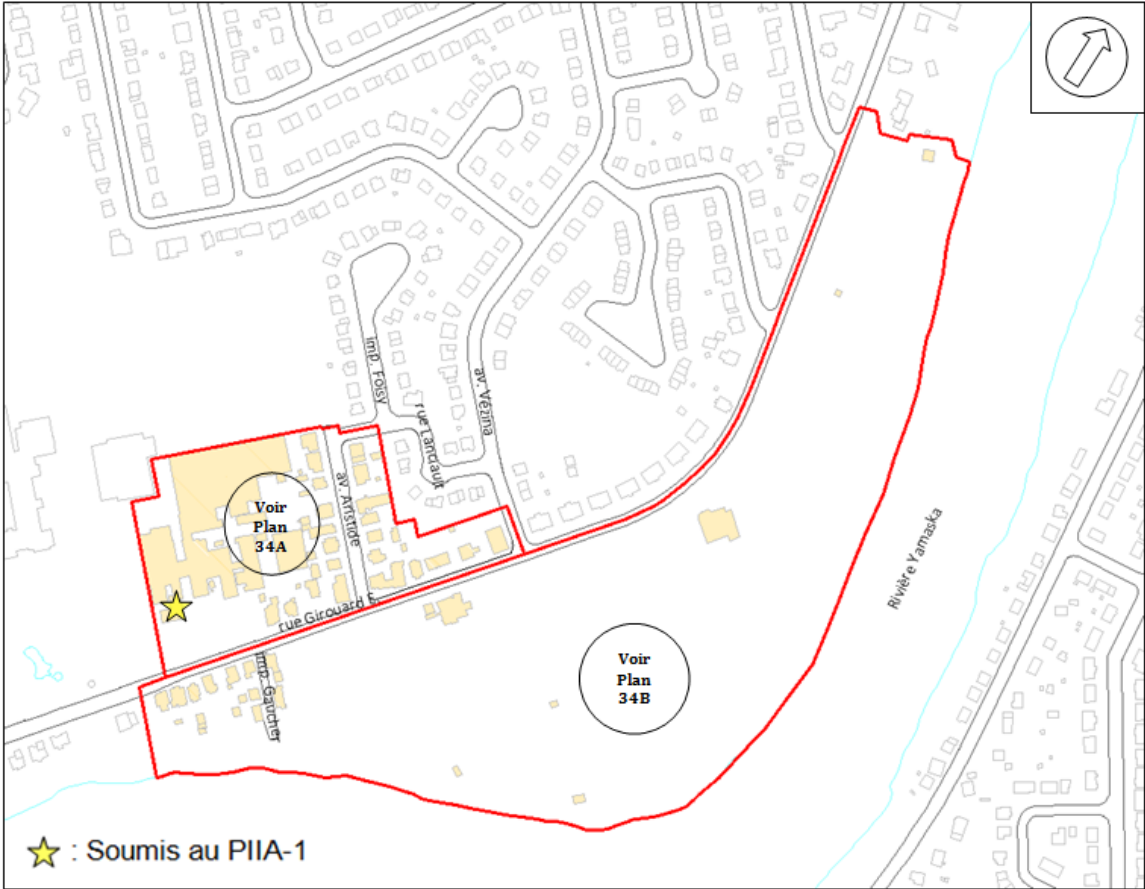 imp. Foisy
rue Lanctault
av. Vézina
av. Aristide
Voir
Plan
34A
rue Girouard E.
imp. Gaucher
Voir
Plan
34B
Rivière Yamaska
: Soumis au PIIA-1